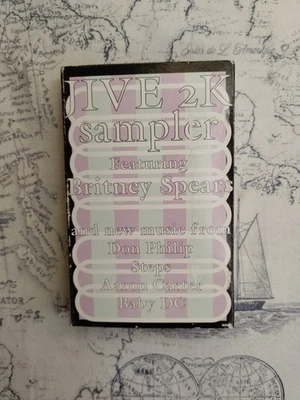 JIVE 2K
sampler
Featuring
Britney Spears
and new music from
Don Philip
Steps
Aaron Carter
Baby DC